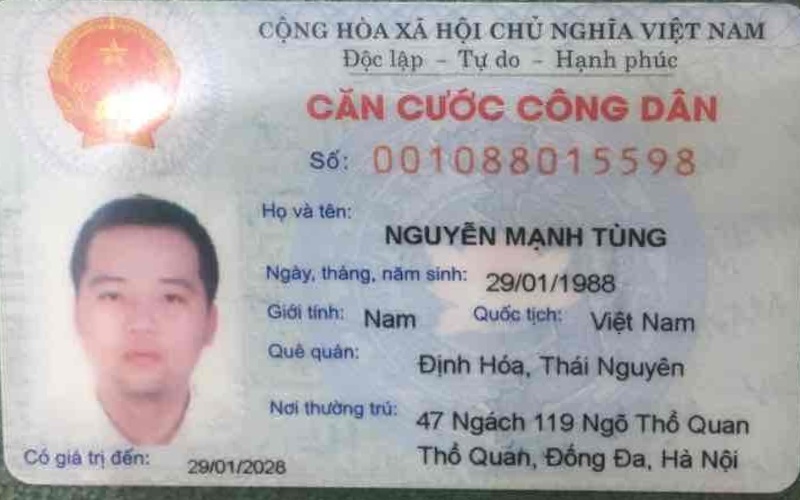 CỘNG HÒA XÃ HỘI CHỦ NGHĨA VIỆT NAM
Độc lập - Tự do - Hạnh phúc
CĂN CƯỚC CÔNG DÂN
Số: 001088015598
Họ và tên:
NGUYỄN MẠNH TÙNG
Ngày, tháng, năm sinh: 29/01/1988
Giới tính: Nam Quốc tịch: Việt Nam
Quê quán: Định Hóa, Thái Nguyên
Nơi thường trú: 47 Ngách 119 Ngõ Thổ Quan
Thổ Quan, Đống Đa, Hà Nội
Có giá trị đến: 29/01/2028